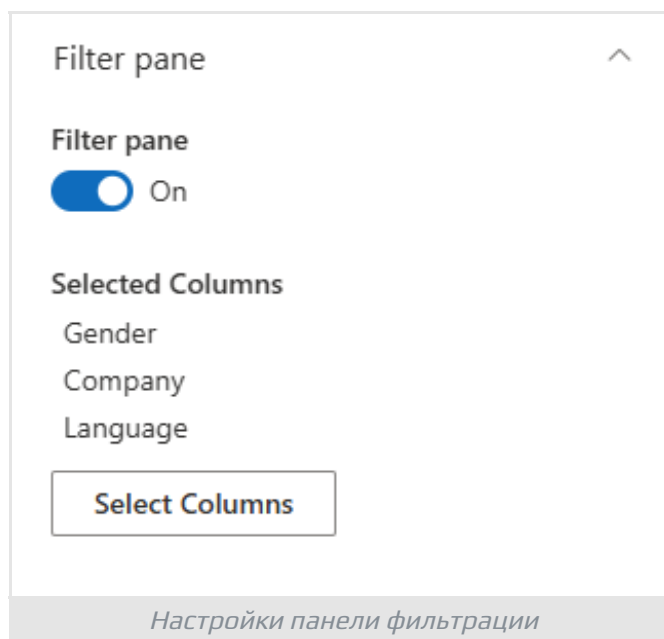 Filter pane
Filter pane
On
Selected Columns
Gender
Company
Language
Select Columns
Настройки панели фильтрации